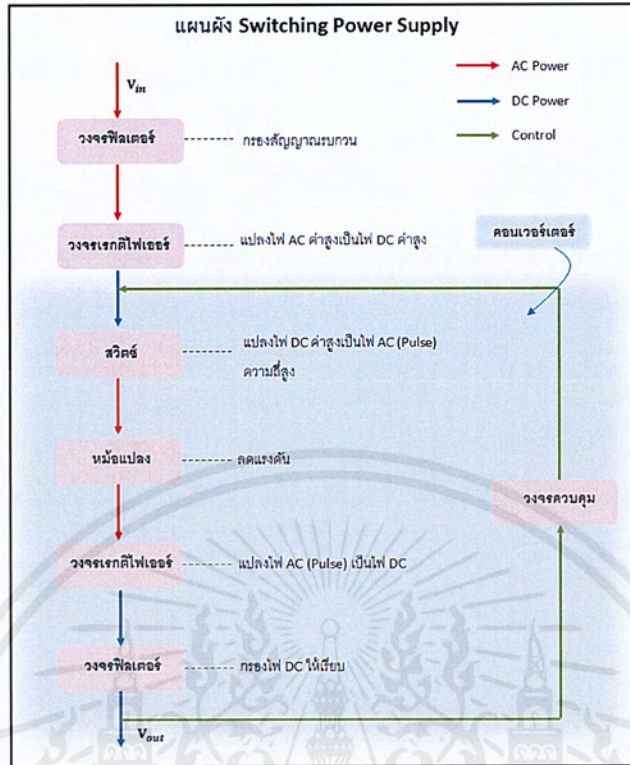 แผนผัง Switching Power Supply
V_in
AC Power
DC Power
Control
วงจรฟิลเตอร์
กรองสัญญาณรบกวน
วงจรเรกติไฟเออร์
แปลงไฟ AC ค่าสูงเป็นไฟ DC ค่าสูง
คอนเวอร์เตอร์
สวิตซ์
แปลงไฟ DC ค่าสูงเป็นไฟ AC (Pulse)
ความถี่สูง
หม้อแปลง
ลดแรงดัน
วงจรควบคุม
วงจรเรกติไฟเออร์
แปลงไฟ AC (Pulse) เป็นไฟ DC
วงจรฟิลเตอร์
กรองไฟ DC ให้เรียบ
V_out